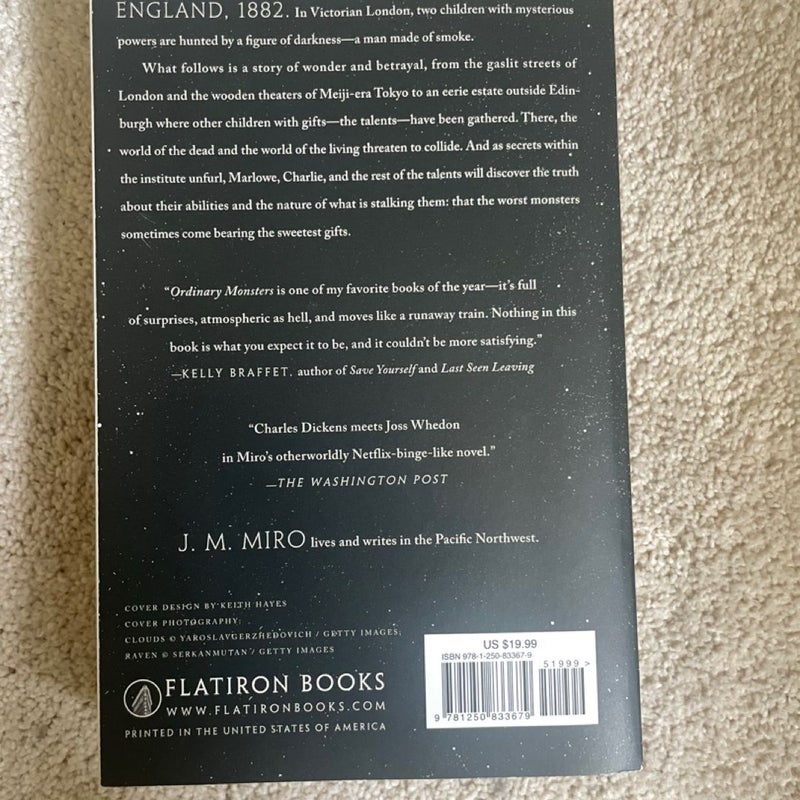 ENGLAND, 1882. In Victorian London, two children with mysterious
powers are hunted by a figure of darkness—a man made of smoke.
What follows is a story of wonder and betrayal, from the gaslit streets of
London and the wooden theaters of Meiji-era Tokyo to an eerie estate outside Edin-
burgh where other children with gifts—the talents—have been gathered. There, the
world of the dead and the world of the living threaten to collide. And as secrets within
the institute unfurl, Marlowe, Charlie, and the rest of the talents will discover the truth
about their abilities and the nature of what is stalking them: that the worst monsters
sometimes come bearing the sweetest gifts.
“Ordinary Monsters is one of my favorite books of the year—it’s full
of surprises, atmospheric as hell, and moves like a runaway train. Nothing in this
book is what you expect it to be, and it couldn’t be more satisfying.”
—KELLY BRAFFET, author of Save Yourself and Last Seen Leaving
“Charles Dickens meets Joss Whedon
in Miro’s otherworldly Netflix-binge-like novel.”
—THE WASHINGTON POST
J. M. MIRO lives and writes in the Pacific Northwest.
COVER DESIGN BY KEITH HAYES
COVER PHOTOGRAPHY:
CLOUDS © YAROSLAVGERZHEDOVICH / GETTY IMAGES;
RAVEN © SERKANMUTAN / GETTY IMAGES
FLATIRON BOOKS
WWW.FLATIRONBOOKS.COM
PRINTED IN THE UNITED STATES OF AMERICA
US $19.99
ISBN 978-1-250-83367-9
51999 >
9 781250 833679